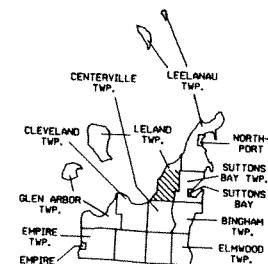 LEELANAU
TWP.
CENTERVILLE
TWP.
CLEVELAND
TWP.
LELAND
TWP.
NORTH-
PORT
SUTTONS
BAY TWP.
SUTTONS
BAY
GLEN ARBOR
TWP.
BINGHAM
TWP.
EMPIRE
TWP.
ELMWOOD
TWP.
EMPIRE